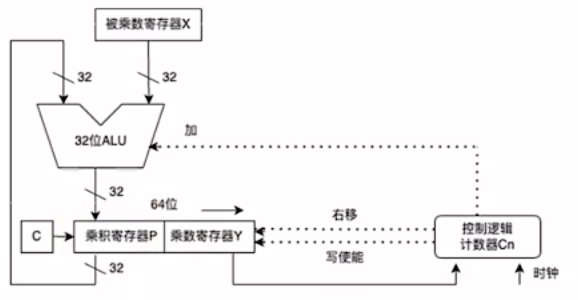 被乘数寄存器X
32
32
加
32位ALU
32
64位
右移
C
乘积寄存器P
乘数寄存器Y
控制逻辑
计数器Cn
写使能
32
时钟